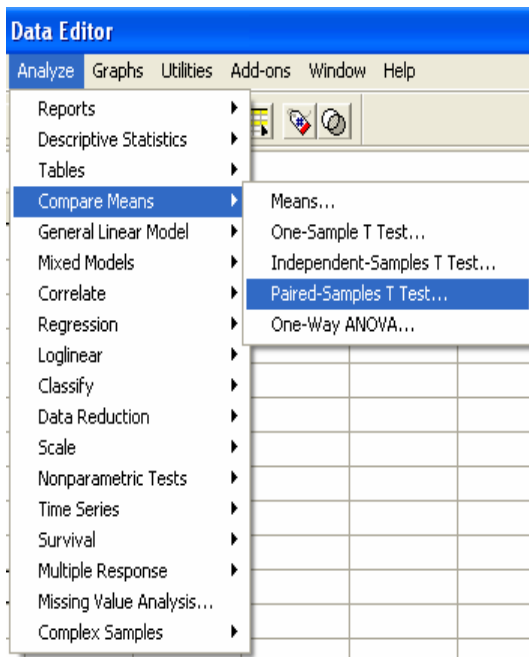 Data Editor
Analyze Graphs Utilities Add-ons Window Help
Reports
Descriptive Statistics
Tables
Compare Means
General Linear Model
Mixed Models
Correlate
Regression
Loglinear
Classify
Data Reduction
Scale
Nonparametric Tests
Time Series
Survival
Multiple Response
Missing Value Analysis...
Complex Samples
Means...
One-Sample T Test...
Independent-Samples T Test...
Paired-Samples T Test...
One-Way ANOVA...